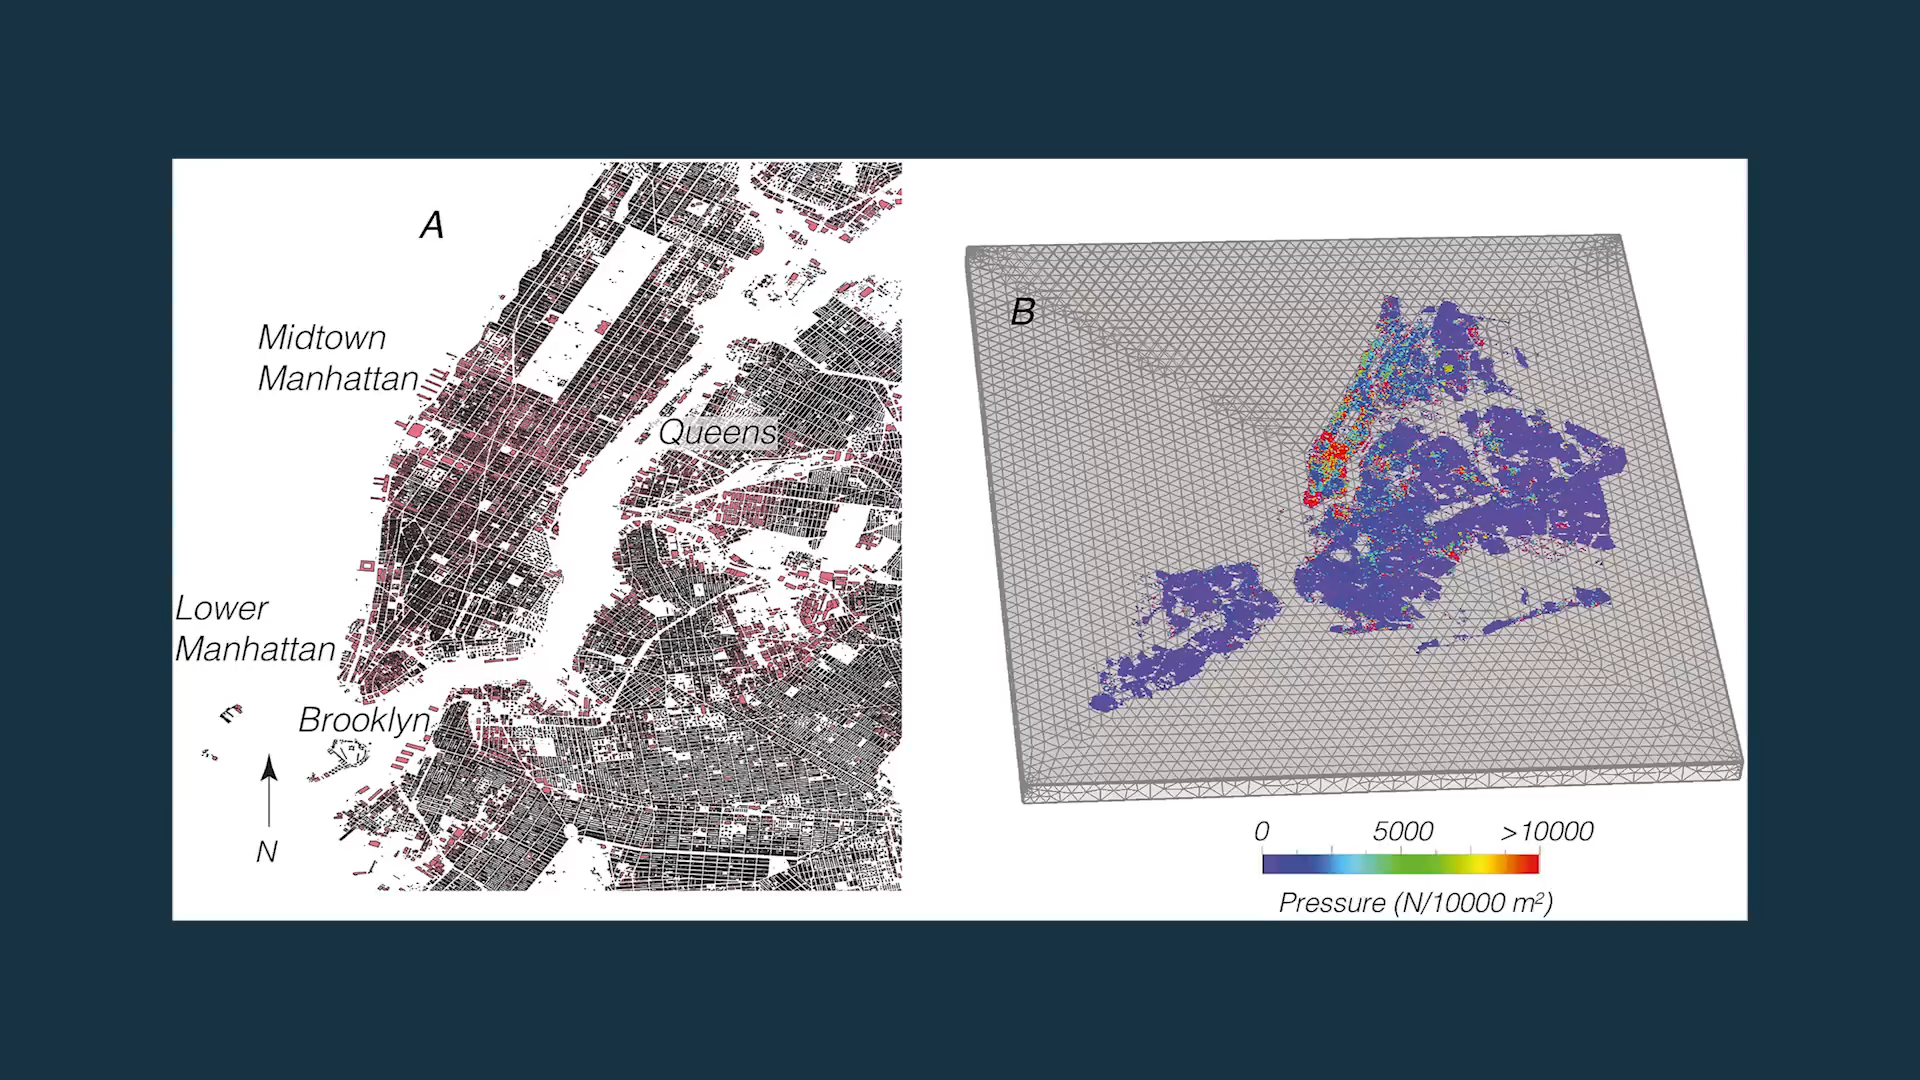 A
Midtown
Manhattan
Queens
Lower
Manhattan
Brooklyn
N
B
0 5000 >10000
Pressure (N/10000 m²)